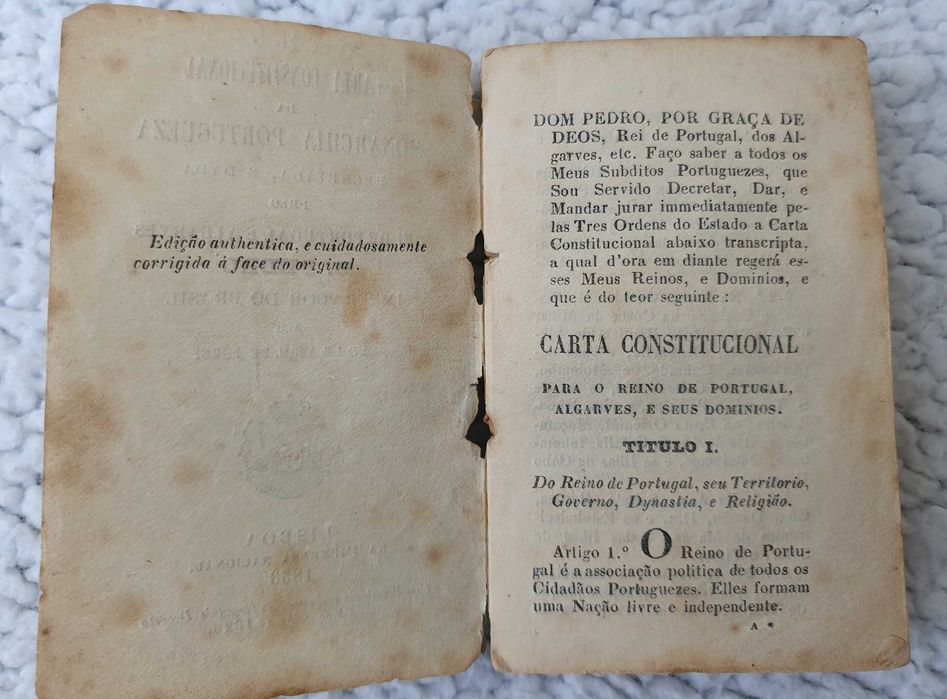 Edição authentica, e cuidadosamente
corrigida á face do original.
DOM PEDRO, POR GRAÇA DE
DEOS, Rei de Portugal, dos Al-
garves, etc. Faço saber a todos os
Meus Subditos Portuguezes, que
Sou Servido Decretar, Dar, e
Mandar jurar immediatamente pe-
las Tres Ordens do Estado a Carta
Constitucional abaixo transcripta,
a qual d'ora em diante regerá es-
ses Meus Reinos, e Dominios, e
que é do teor seguinte :
CARTA CONSTITUCIONAL
PARA O REINO DE PORTUGAL,
ALGARVES, E SEUS DOMINIOS.
TITULO I.
Do Reino de Portugal, seu Territorio,
Governo, Dynastia, e Religião.
Artigo 1.º O Reino de Portu-
gal é a associação politica de todos os
Cidadãos Portuguezes. Elles formam
uma Nação livre e independente.
A *